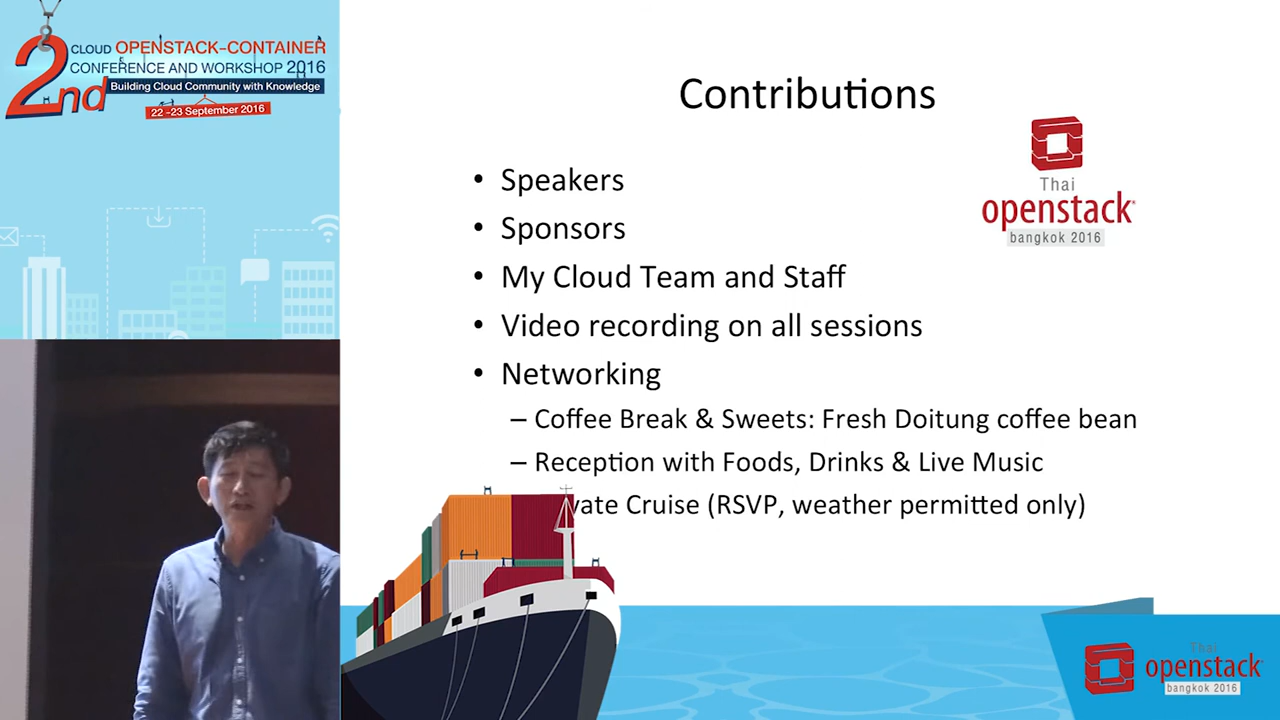 2nd
CLOUD OPENSTACK-CONTAINER
CONFERENCE AND WORKSHOP 2016
Building Cloud Community with Knowledge
22 -23 September 2016
Contributions
Thai
openstack
bangkok 2016
• Speakers
• Sponsors
• My Cloud Team and Staff
• Video recording on all sessions
• Networking
– Coffee Break & Sweets: Fresh Doitung coffee bean
– Reception with Foods, Drinks & Live Music
Cruise (RSVP, weather permitted only)
Thai
openstack
bangkok 2016